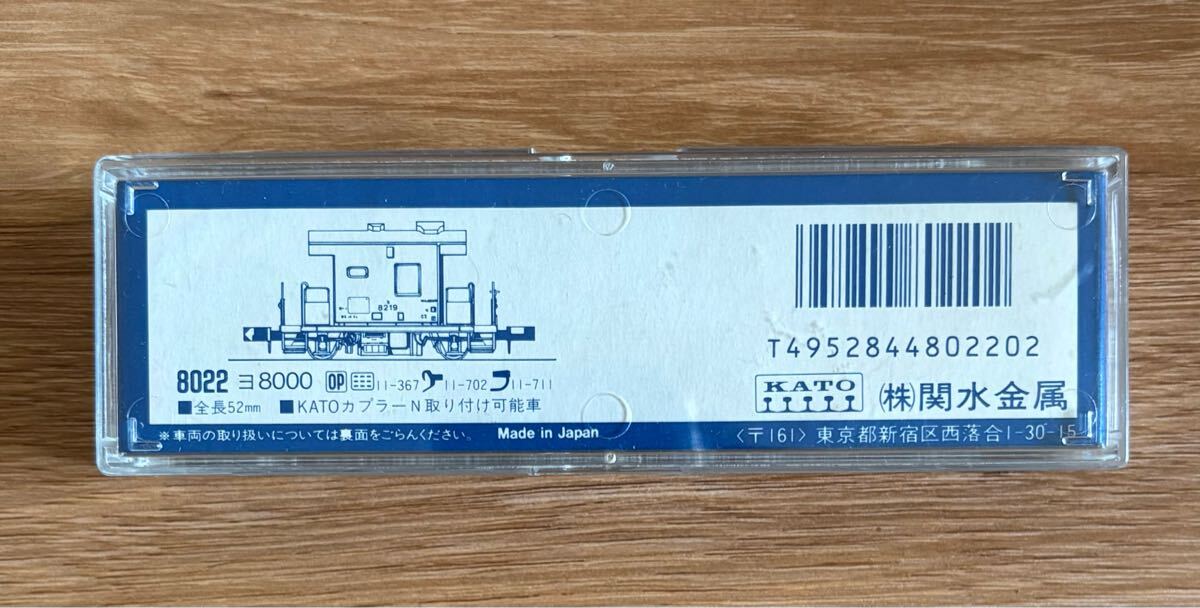 8219
T4952844802202
8022 ヨ8000 OP 11-367 11-702 11-711
■全長52mm ■KATOカプラーN取り付け可能車
KATO (株)関水金属
※車両の取り扱いについては裏面をごらんください。 Made in Japan 〈〒161〉東京都新宿区西落合1-30-15